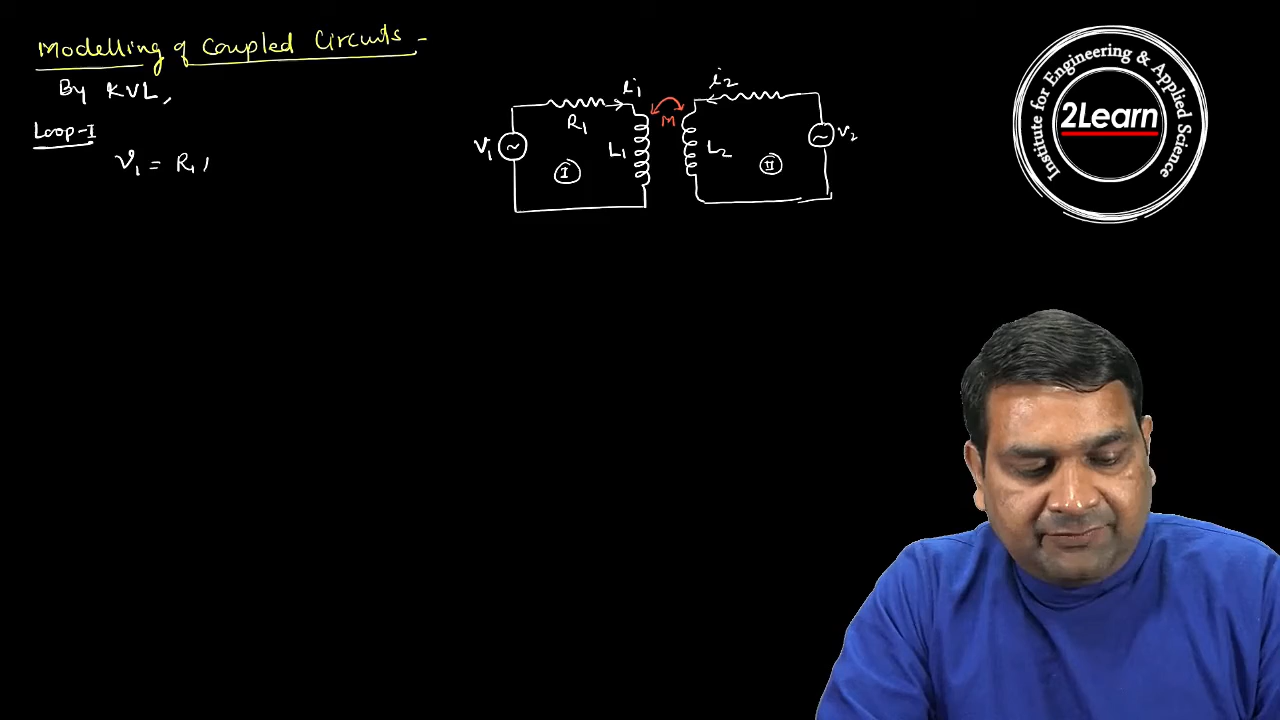 Modelling of Coupled Circuits -
By KVL,
Loop-I
V1 = R1
i1
i2
R1
M
V1
L1
L2
V2
I
II
Institute for Engineering & Applied Science
2Learn